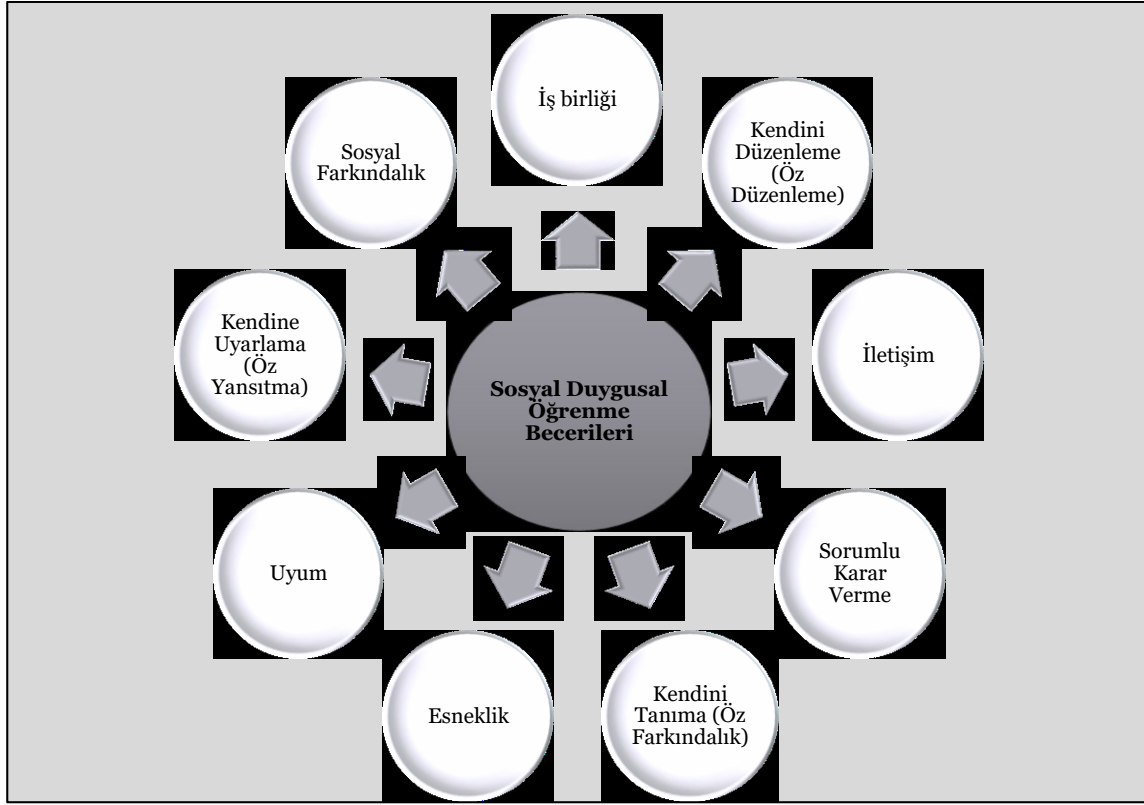 İş birliği
Kendini
Düzenleme
(Öz
Düzenleme)
İletişim
Sorumlu
Karar
Verme
Kendini
Tanıma (Öz
Farkındalık)
Esneklik
Uyum
Kendine
Uyarlama
(Öz
Yansıtma)
Sosyal
Farkındalık
Sosyal Duygusal
Öğrenme
Becerileri